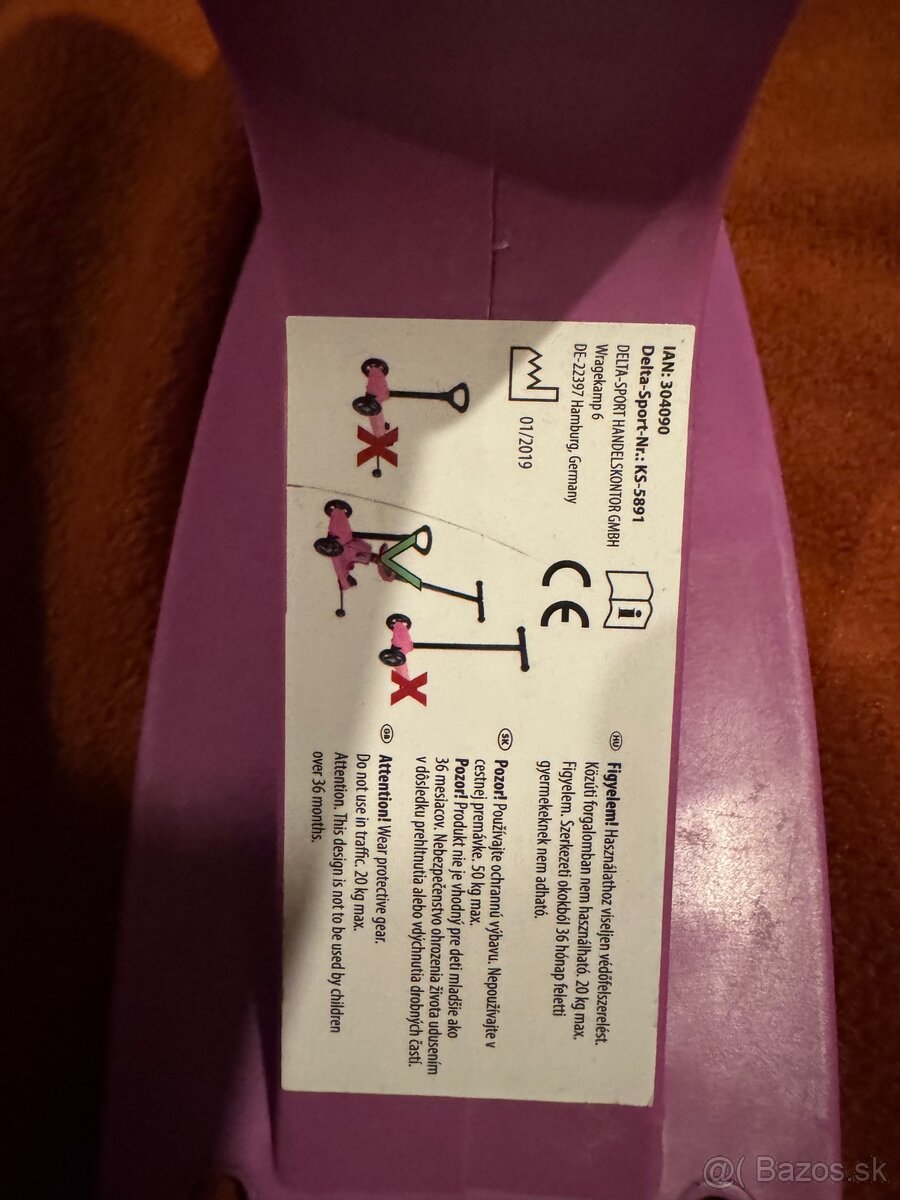 IAN: 304090
Delta-Sport-Nr.: KS-5891
DELTA-SPORT HANDELSKONTOR GMBH
Wragekamp 6
DE-22397 Hamburg, Germany
01/2019
i
CE
X
X
HU Figyelem! Használathoz viseljen védőfelszerelést.
Közúti forgalomban nem használható. 20 kg max.
Figyelem. Szerkezeti okokból 36 hónap feletti
gyermekeknek nem adható.
SK Pozor! Používajte ochrannú výbavu. Nepoužívajte v
cestnej premávke. 50 kg max.
Pozor! Produkt nie je vhodný pre deti mladšie ako
36 mesiacov. Nebezpečenstvo ohrozenia života udusením
v dôsledku prehltnutia alebo vdýchnutia drobných častí.
GB Attention! Wear protective gear.
Do not use in traffic. 20 kg max.
Attention. This design is not to be used by children
over 36 months.
@( Bazos.sk